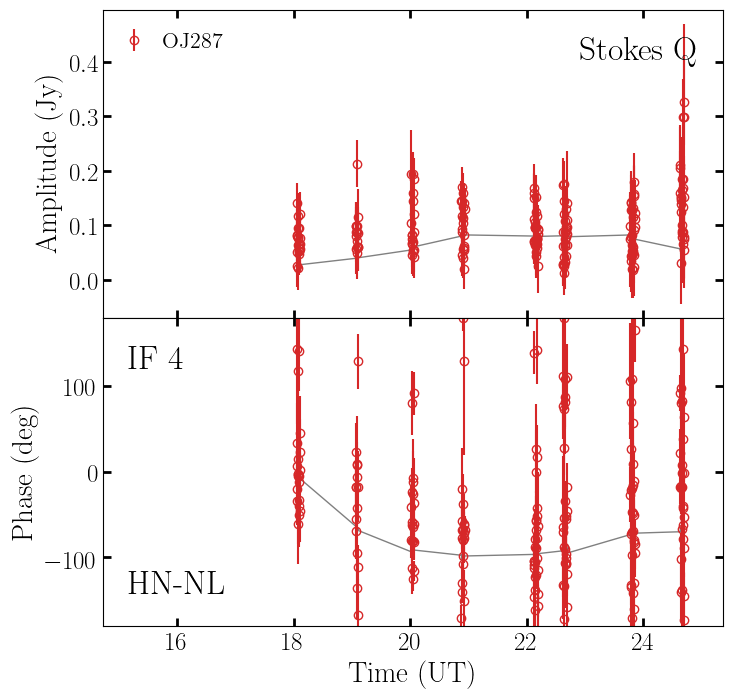 OJ287
Stokes Q
0.4
0.3
0.2
0.1
0.0
Amplitude (Jy)
IF 4
100
0
−100
Phase (deg)
HN-NL
16 18 20 22 24
Time (UT)